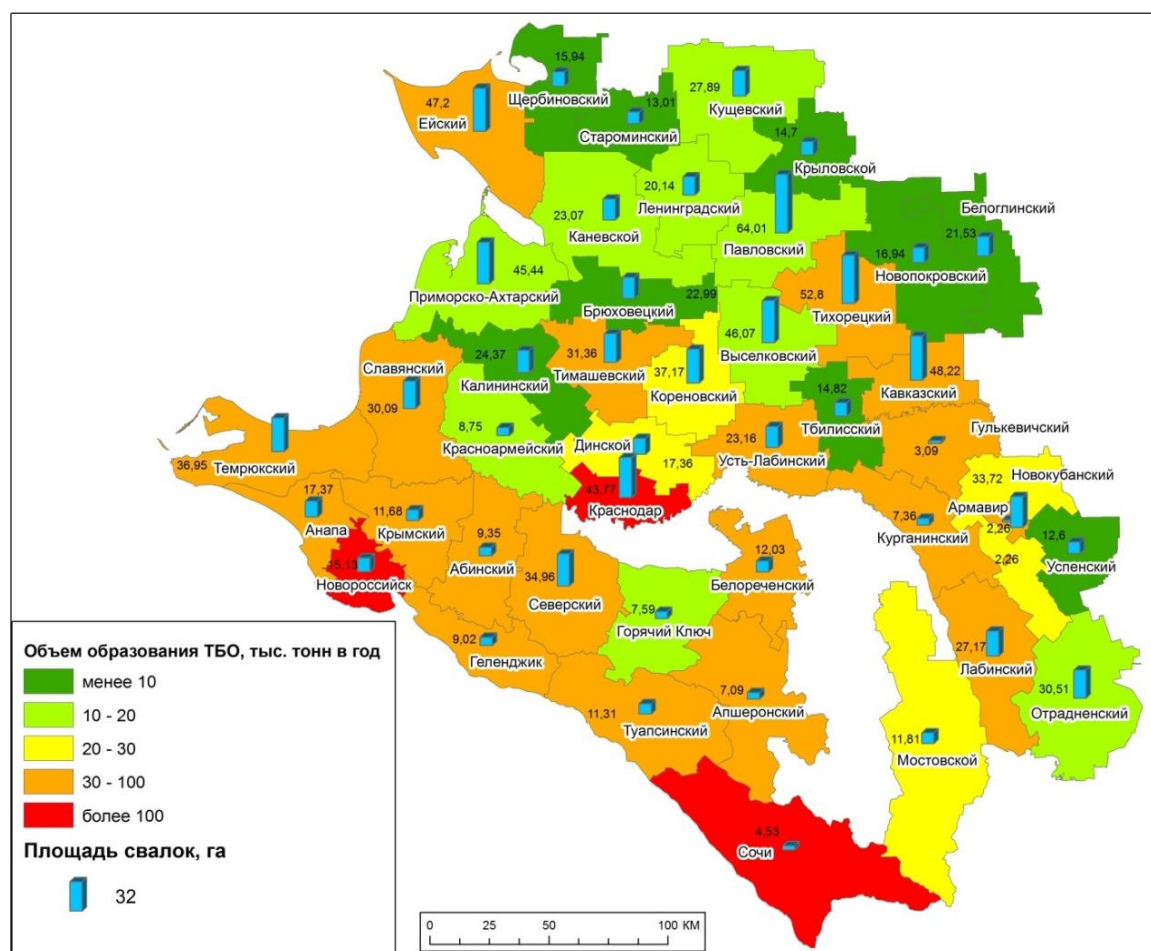 15,94
Щербиновский
47,2
Ейский
13,01
Староминский
27,89
Кущевский
14,7
Крыловской
20,14
Ленинградский
23,07
Каневской
64,01
Павловский
Белоглинский
21,53
16,94
Новопокровский
45,44
Приморско-Ахтарский
22,99
Брюховецкий
52,8
Тихорецкий
46,07
Выселковский
24,37
Калининский
31,36
Тимашевский
37,17
Кореновский
48,22
Кавказский
Славянский
30,09
14,82
Тбилисский
8,75
Красноармейский
Динской
17,36
23,16
Усть-Лабинский
Гулькевичский
3,09
36,95
Темрюкский
43,77
Краснодар
Новокубанский
33,72
Армавир
2,26
2,26
17,37
Анапа
11,68
Крымский
7,36
Курганинский
12,6
Успенский
9,35
Абинский
15,13
Новороссийск
34,96
Северский
12,03
Белореченский
7,59
Горячий Ключ
9,02
Геленджик
27,17
Лабинский
30,51
Отрадненский
11,31
Туапсинский
7,09
Апшеронский
11,81
Мостовской
4,53
Сочи
Объем образования ТБО, тыс. тонн в год
менее 10
10 - 20
20 - 30
30 - 100
более 100
Площадь свалок, га
32
0 25 50 100 КМ